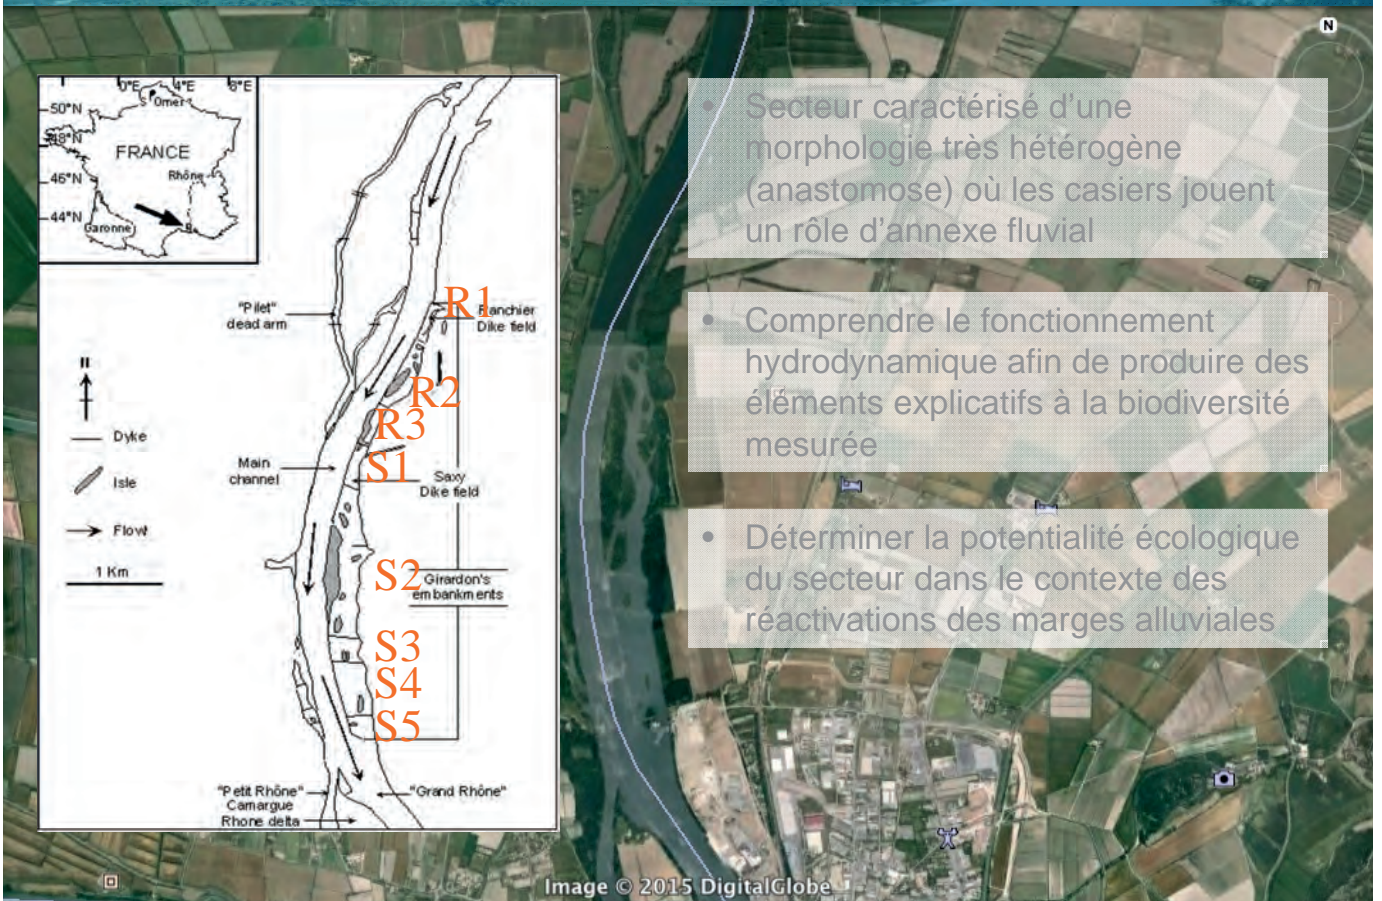 N
0°E 4°E 8°E
S' Omer
50°N
48°N
FRANCE
46°N
Rhône
44°N
Garonne
"Pilet"
dead arm
R1
Ranchier
Dike field
R2
R3
S1
Main
channel
Saxy
Dike field
Dyke
Isle
Flow
1 Km
S2
Girardon's
embankments
S3
S4
S5
"Petit Rhône"
Camargue
Rhone delta
"Grand Rhône"
• Secteur caractérisé d'une
morphologie très hétérogène
(anastomose) où les casiers jouent
un rôle d'annexe fluvial
• Comprendre le fonctionnement
hydrodynamique afin de produire des
éléments explicatifs à la biodiversité
mesurée
• Déterminer la potentialité écologique
du secteur dans le contexte des
réactivations des marges alluviales
Image © 2015 DigitalGlobe